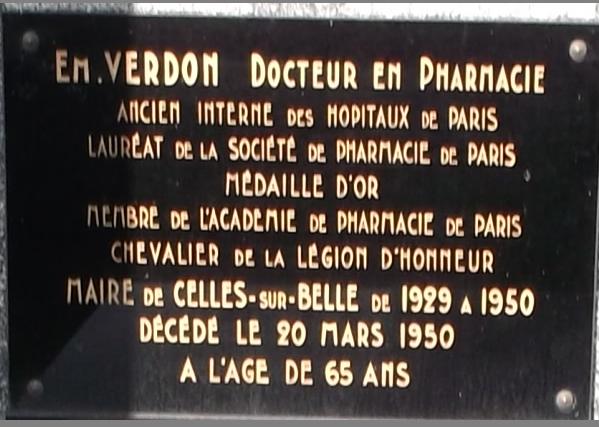 EM. VERDON DOCTEUR EN PHARMACIE
ANCIEN INTERNE DES HOPITAUX DE PARIS
LAURÉAT DE LA SOCIÉTÉ DE PHARMACIE DE PARIS
MÉDAILLE D'OR
MEMBRE DE L'ACADEMIE DE PHARMACIE DE PARIS
CHEVALIER DE LA LÉGION D'HONNEUR
MAIRE DE CELLES-SUR-BELLE DE 1929 A 1950
DÉCÉDÉ LE 20 MARS 1950
A L'AGE DE 65 ANS